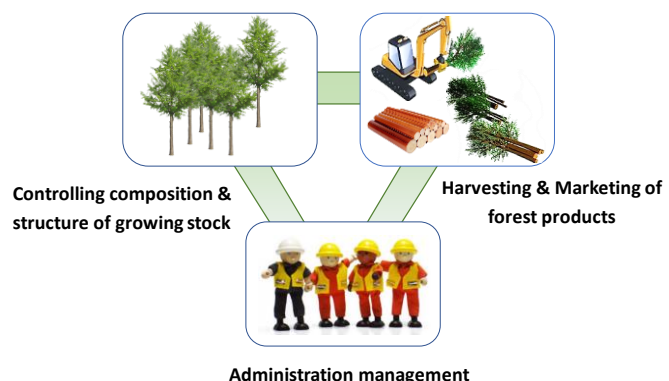 Controlling composition &
structure of growing stock
Harvesting & Marketing of
forest products
Administration management